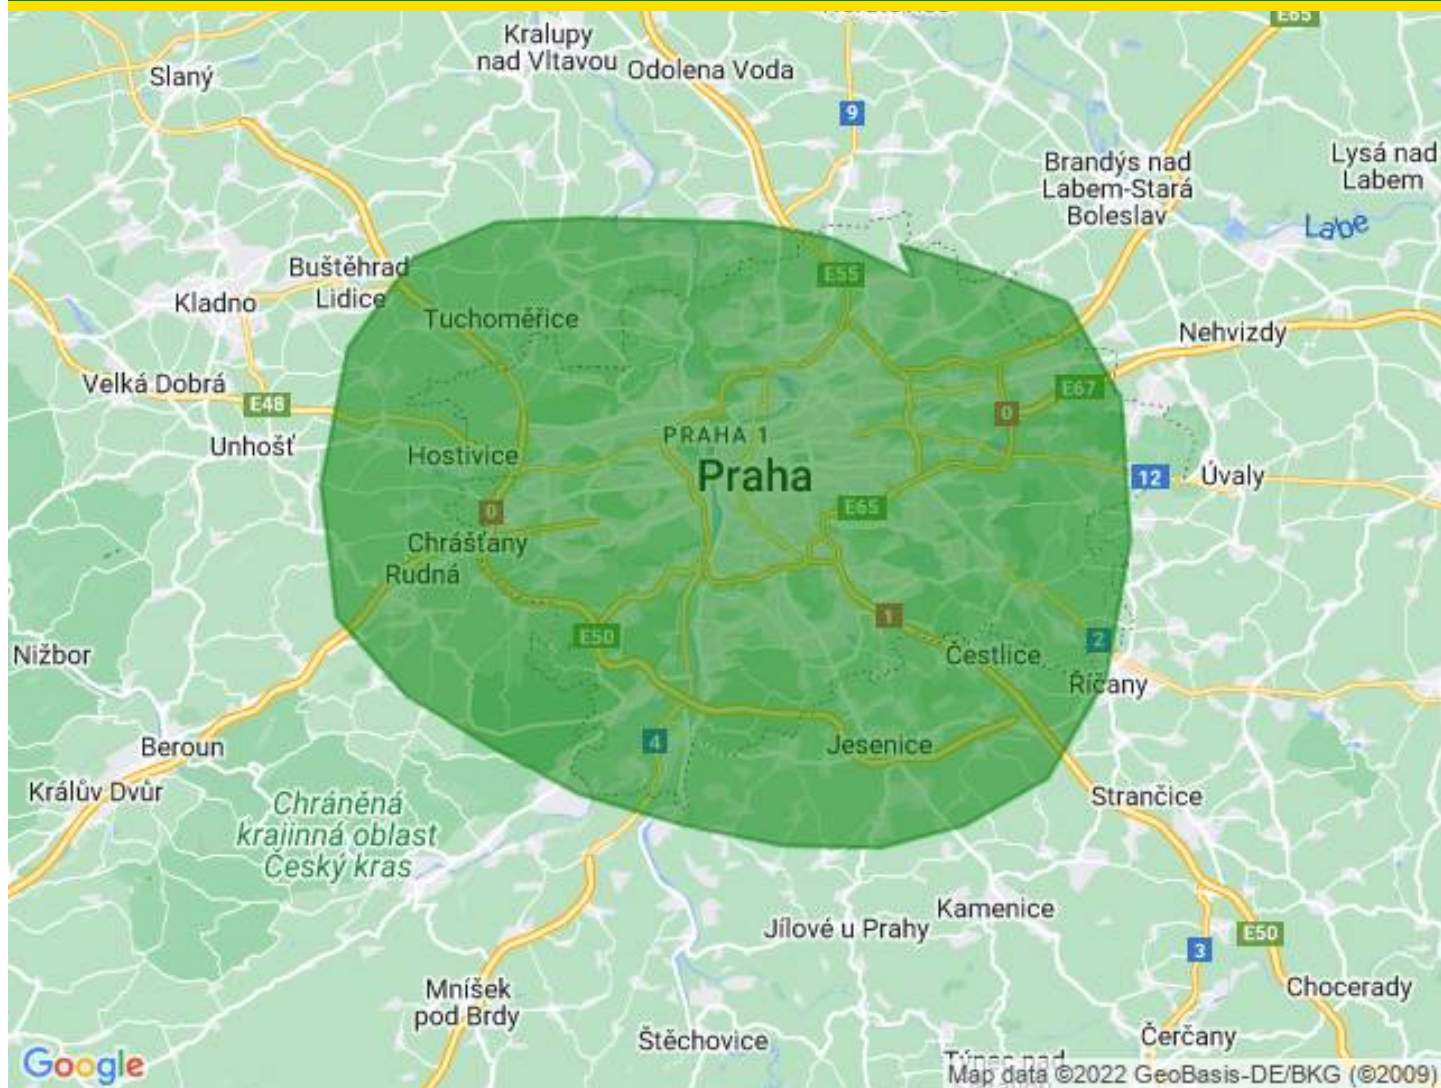 E65
Kralupy
nad Vltavou
Odolena Voda
Slaný
9
Brandýs nad
Labem-Stará
Boleslav
Lysá nad
Labem
Labe
Buštěhrad
Lidice
Kladno
E55
Tuchoměřice
Nehvizdy
Velká Dobrá
E48
E67
0
PRAHA 1
Unhošť
Hostivice
Praha
12
Úvaly
0
E65
Chrášťany
Rudná
1
E50
2
Nižbor
Čestlice
Říčany
Beroun
4
Jesenice
Králův Dvůr
Chráněná
krajinná oblast
Český kras
Strančice
Kamenice
Jílové u Prahy
E50
3
Mníšek
pod Brdy
Chocerady
Štěchovice
Čerčany
Týnec nad
Google
Map data ©2022 GeoBasis-DE/BKG (©2009)